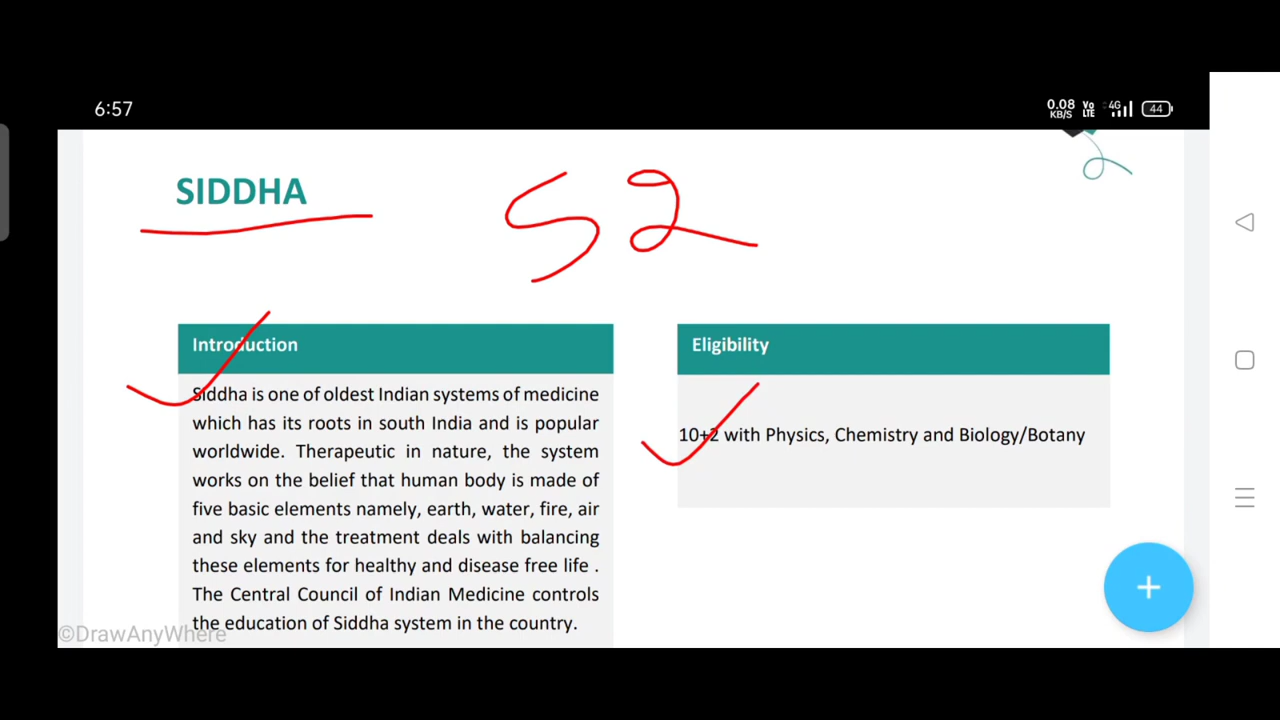 6:57
0.08 KB/S Vo LTE 4G 44
SIDDHA
52
Introduction
Siddha is one of oldest Indian systems of medicine
which has its roots in south India and is popular
worldwide. Therapeutic in nature, the system
works on the belief that human body is made of
five basic elements namely, earth, water, fire, air
and sky and the treatment deals with balancing
these elements for healthy and disease free life .
The Central Council of Indian Medicine controls
the education of Siddha system in the country.
Eligibility
10+2 with Physics, Chemistry and Biology/Botany
©DrawAnyWhere